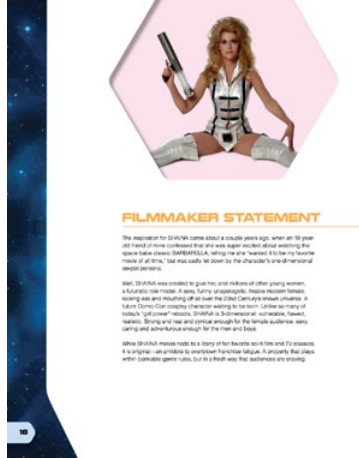 FILMMAKER STATEMENT
The inspiration for SHAINA came about a couple years ago, when an 18 year-
old friend of mine confessed that she was super excited about watching the
space babe classic BARBARELLA, telling me she "wanted it to be my favorite
movie of all time," but was sadly let down by the character's one-dimensional
sexpot persona.
Well, SHAINA was created to give her, and millions of other young women,
a futuristic role model. A sexy, funny, unapologetic, likable modern female,
kicking ass and mouthing off all over the 22nd Century's known universe. A
future Comic-Con cosplay character waiting to be born. Unlike so many of
today's "girl power" reboots, SHAINA is 3-dimensional: vulnerable, flawed,
realistic. Strong and real and cynical enough for the female audience, sexy,
caring and adventurous enough for the men and boys.
While SHAINA makes nods to a litany of fan favorite sci-fi film and TV classics,
it is original—an antidote to overblown franchise fatigue. A property that plays
within bankable genre rules, but in a fresh way that audiences are craving.
18